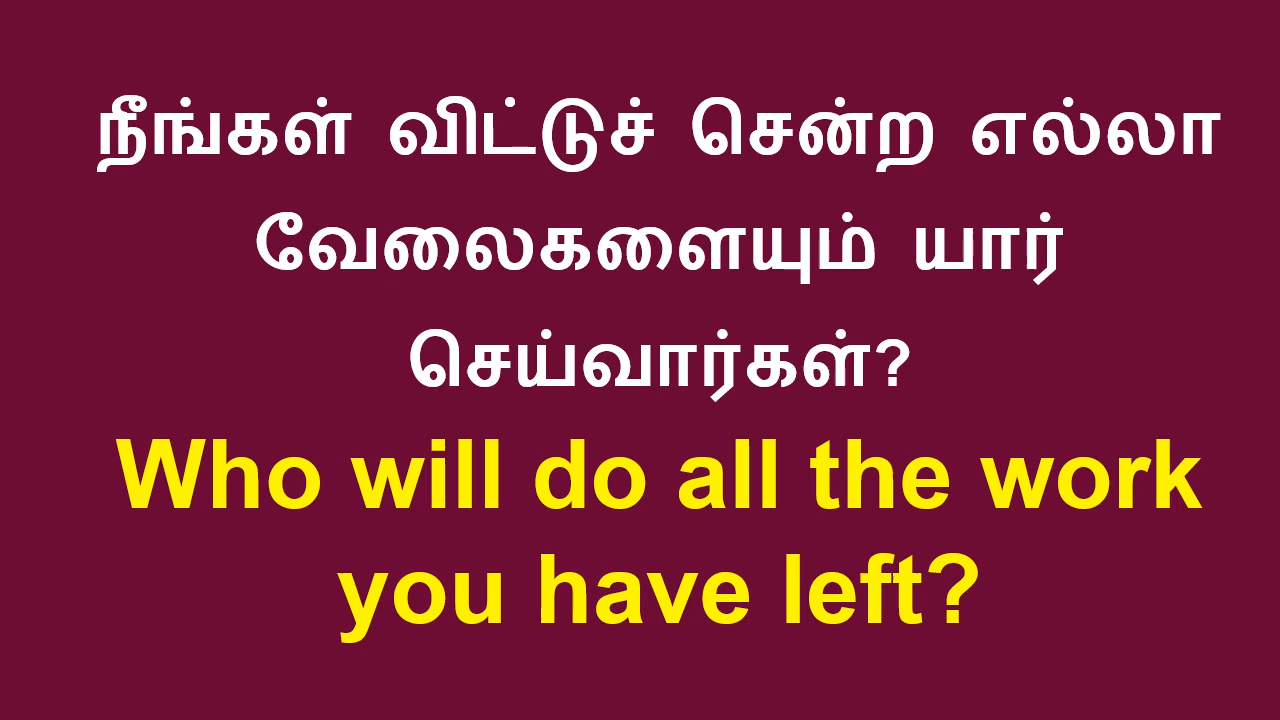 நீங்கள் விட்டுச் சென்ற எல்லா
வேலைகளையும் யார்
செய்வார்கள்?
Who will do all the work
you have left?